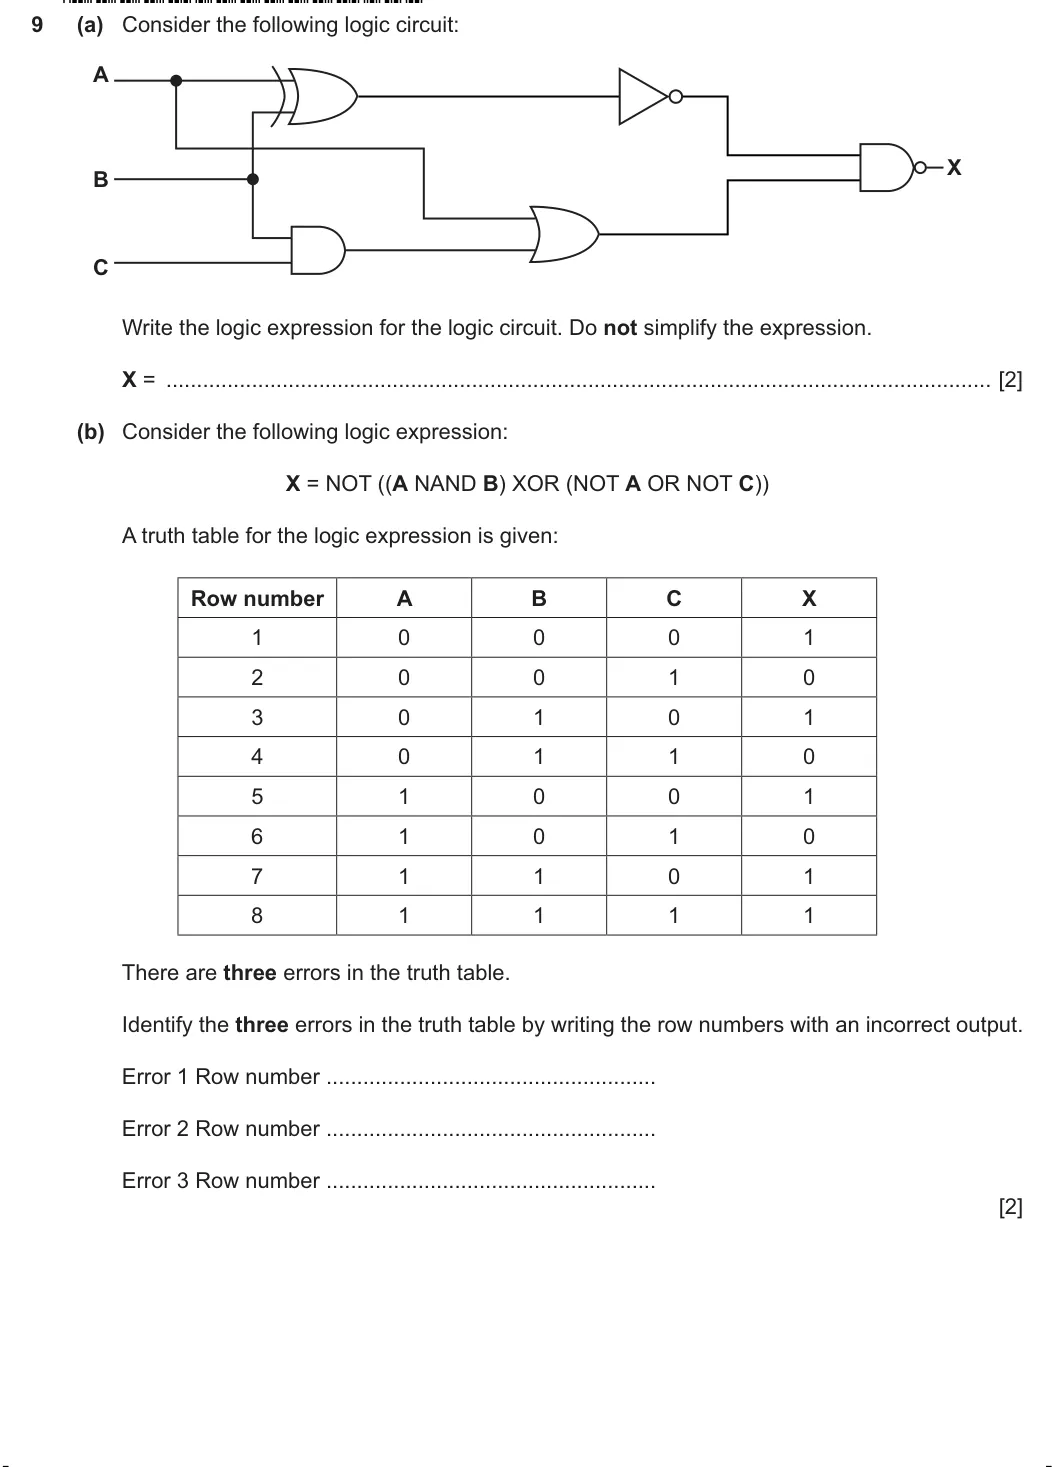 9 (a) Consider the following logic circuit:
A
B
C
X
Write the logic expression for the logic circuit. Do not simplify the expression.
X = ........................................................................................................................................ [2]
(b) Consider the following logic expression:
X = NOT ((A NAND B) XOR (NOT A OR NOT C))
A truth table for the logic expression is given:
Row number A B C X
1 0 0 0 1
2 0 0 1 0
3 0 1 0 1
4 0 1 1 0
5 1 0 0 1
6 1 0 1 0
7 1 1 0 1
8 1 1 1 1
There are three errors in the truth table.
Identify the three errors in the truth table by writing the row numbers with an incorrect output.
Error 1 Row number ......................................................
Error 2 Row number ......................................................
Error 3 Row number ......................................................
[2]